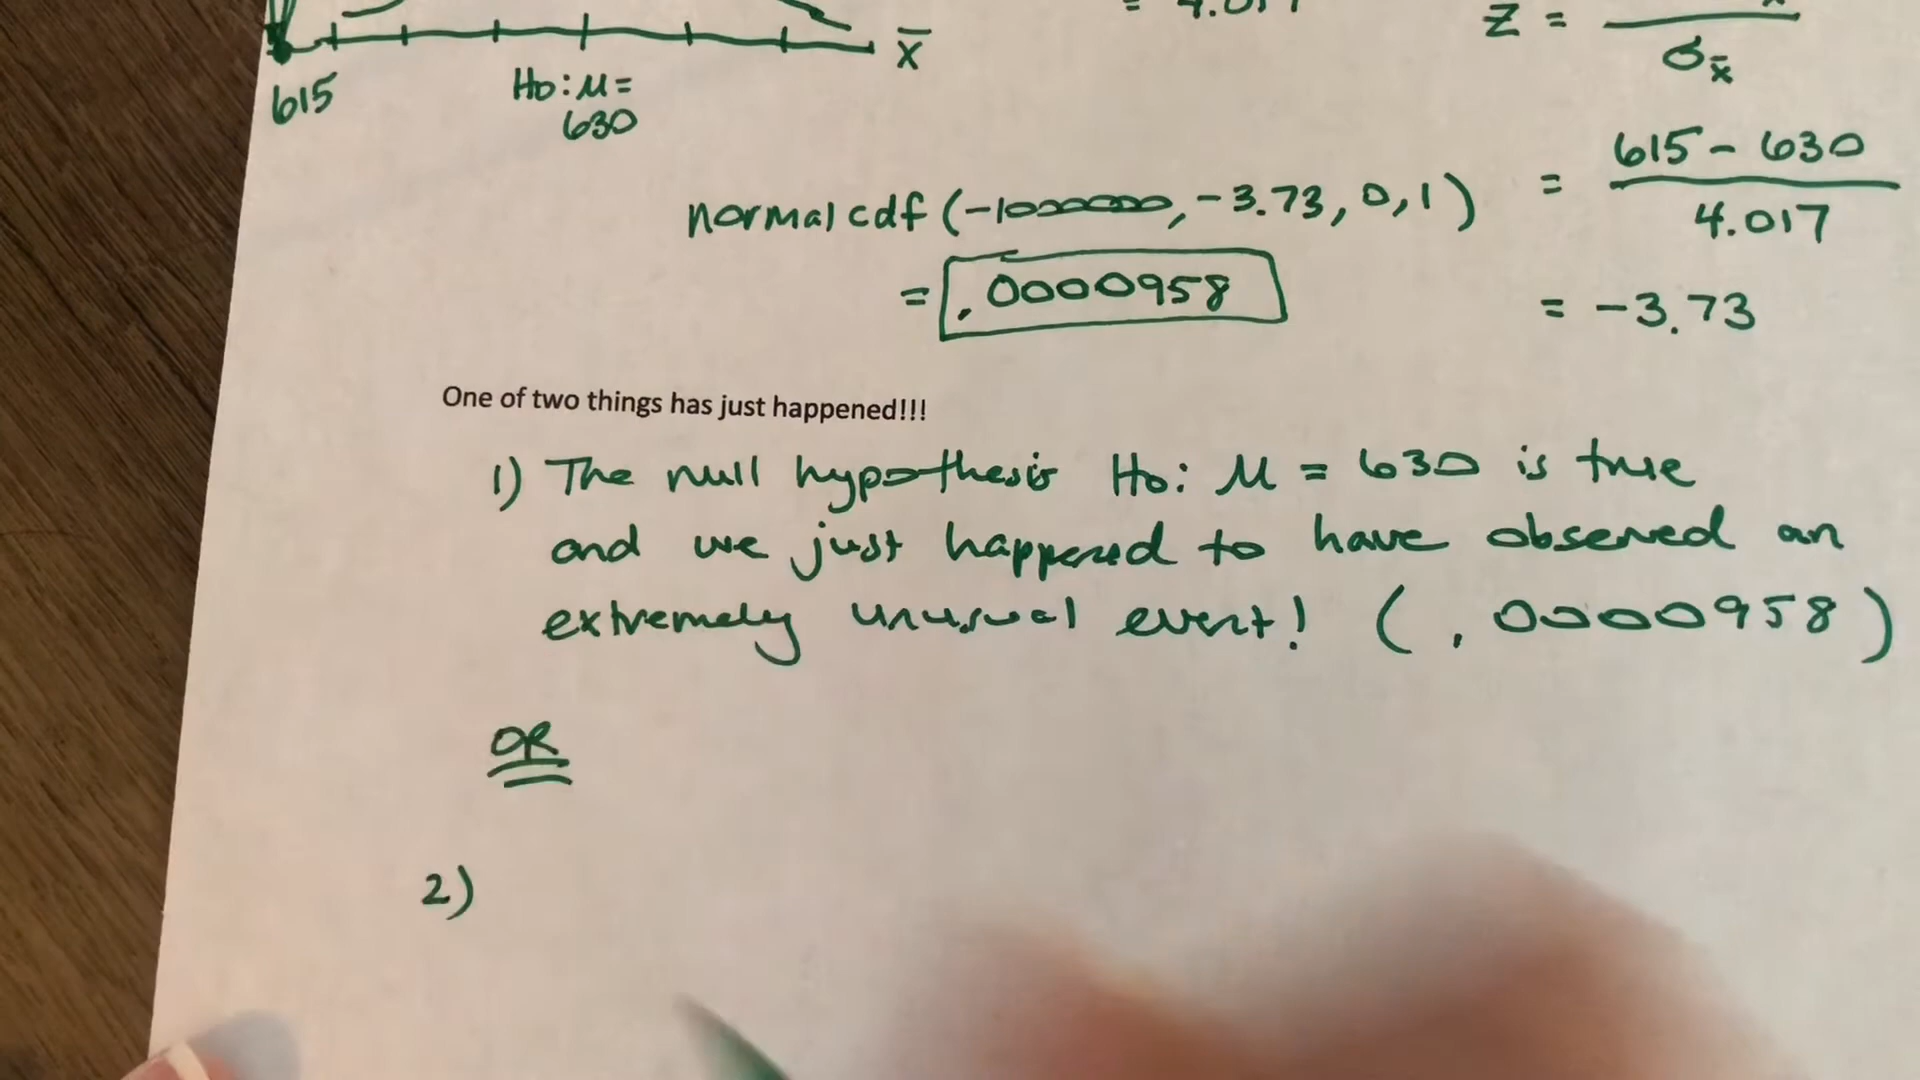 x̄
615
H₀: μ =
630
z =
σx̄
615 - 630
=
4.017
normalcdf (-1000000, -3.73, 0, 1)
= .0000958
= -3.73
One of two things has just happened!!!
1) The null hypothesis H₀: μ = 630 is true
and we just happened to have observed an
extremely unusual event! (.0000958)
OR
2)